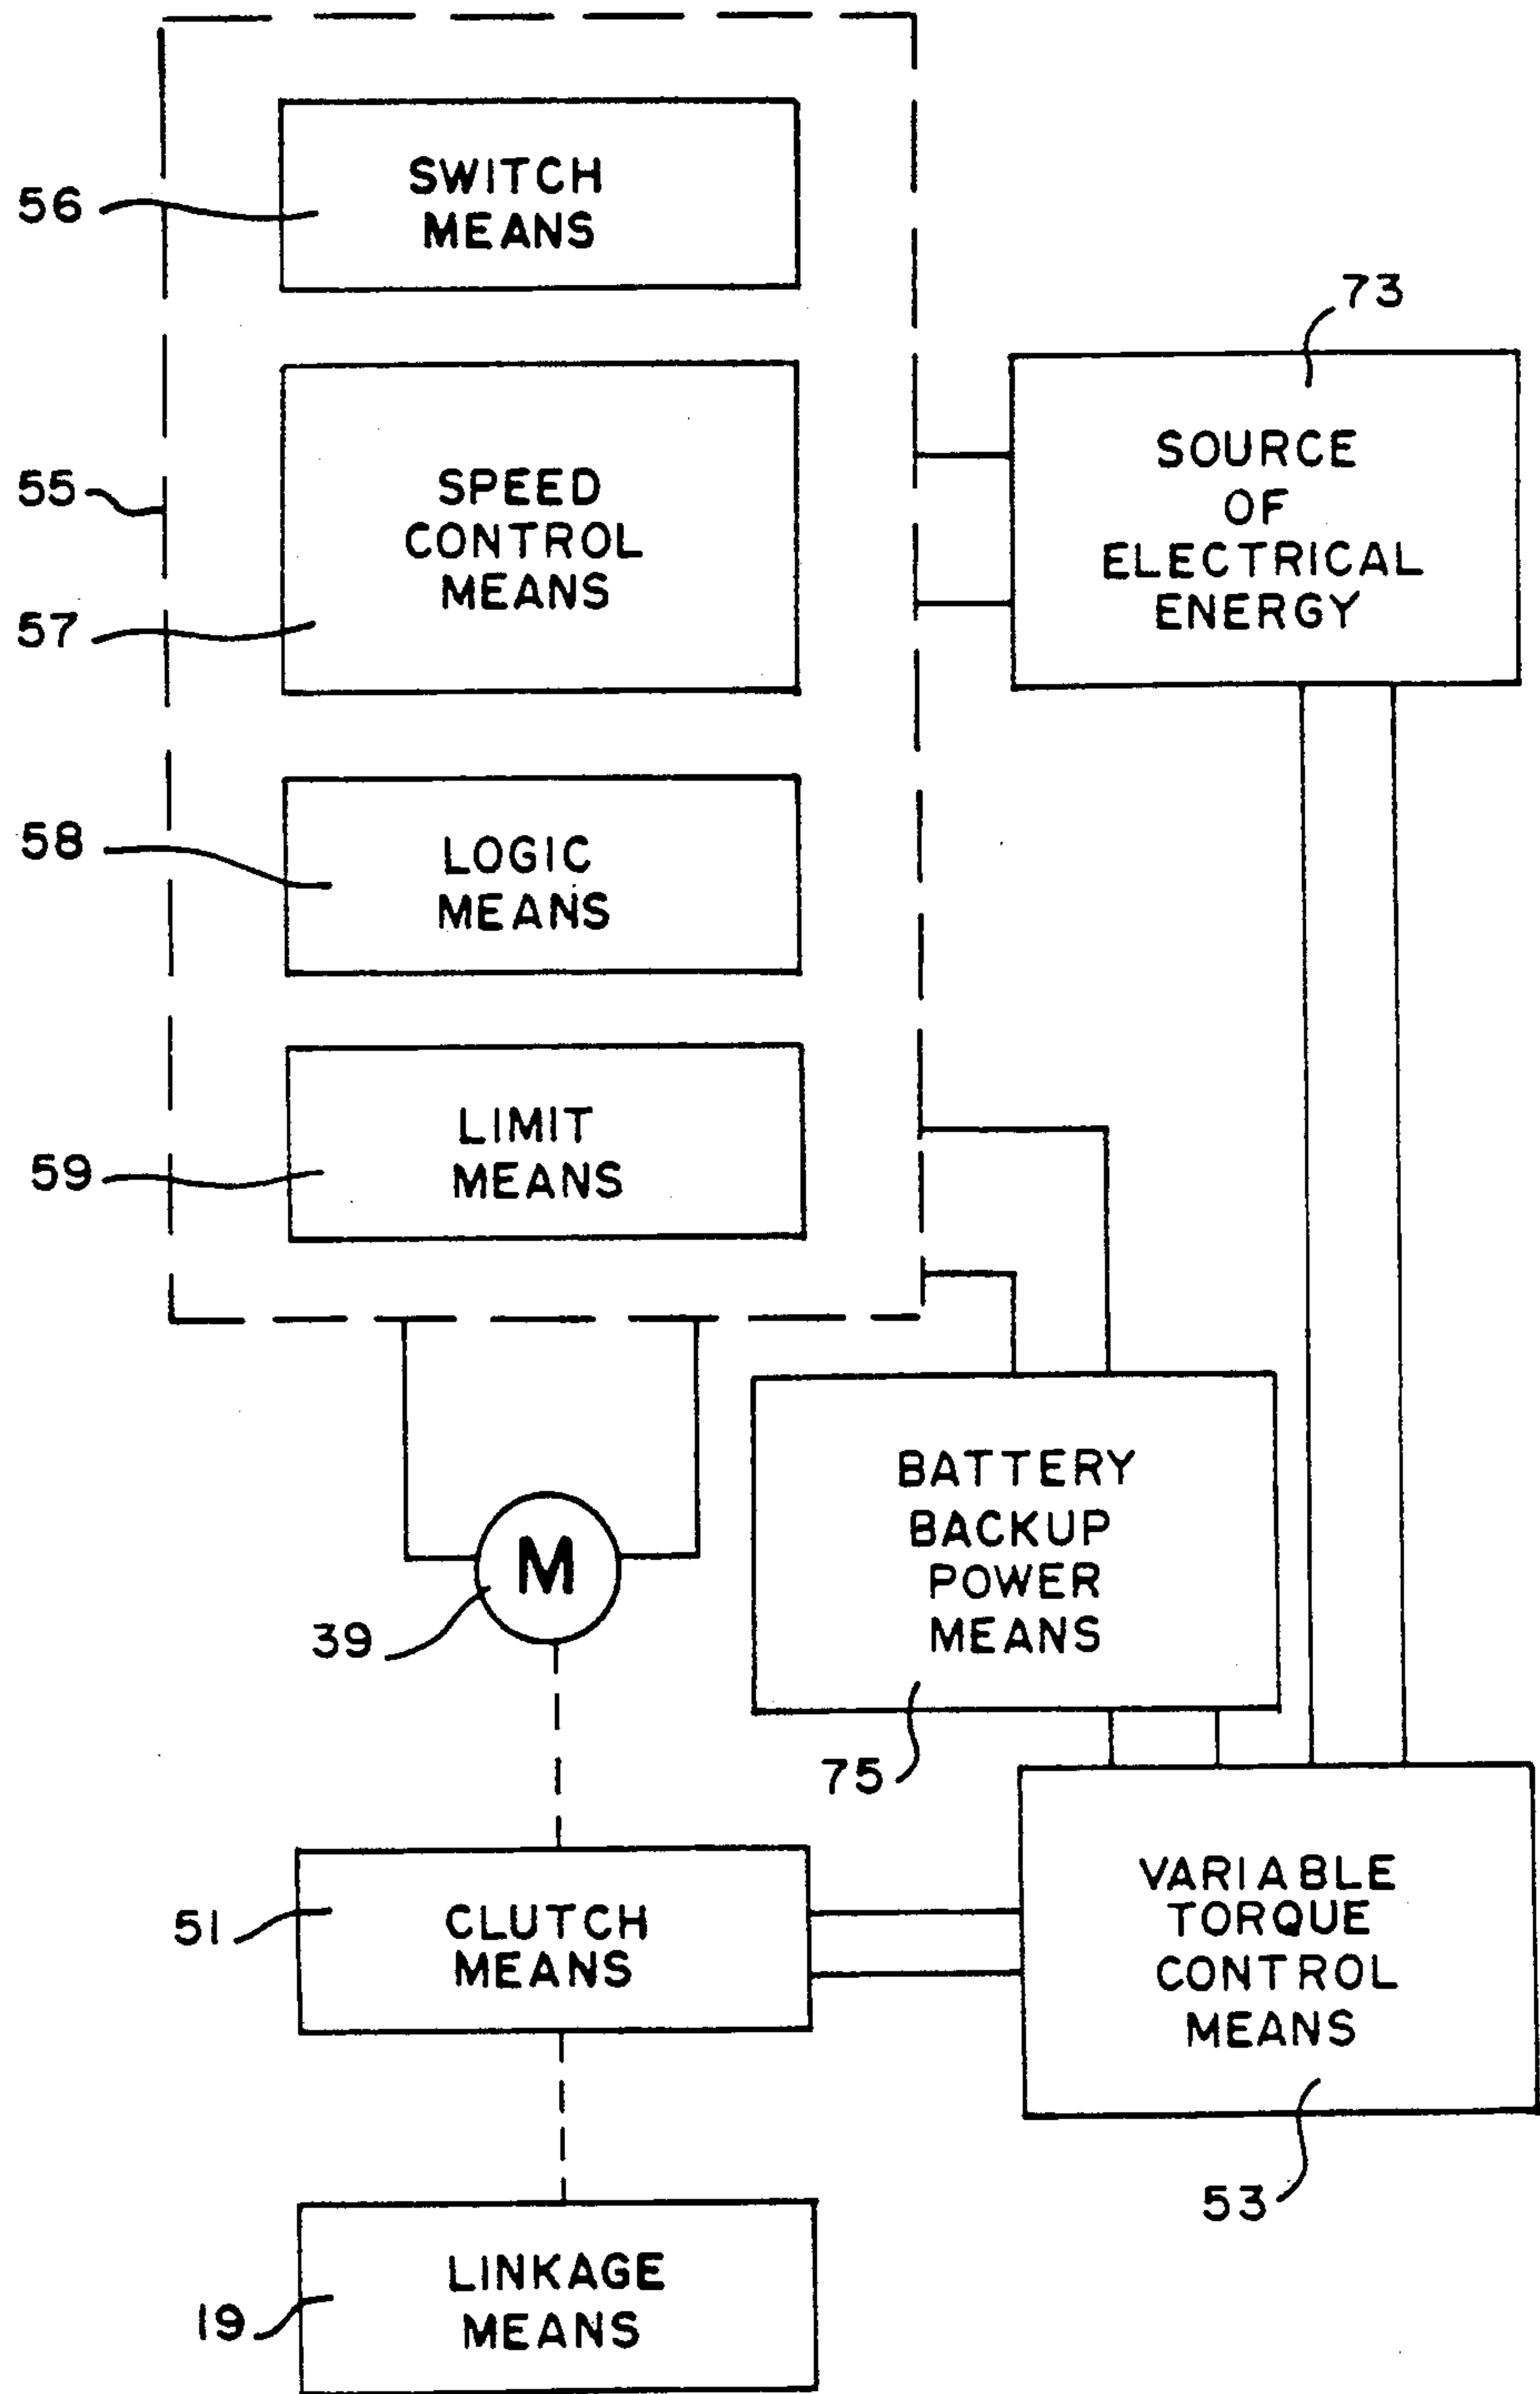 56
SWITCH
MEANS
73
55
SPEED
CONTROL
MEANS
57
SOURCE
OF
ELECTRICAL
ENERGY
58
LOGIC
MEANS
59
LIMIT
MEANS
M
39
BATTERY
BACKUP
POWER
MEANS
75
51
CLUTCH
MEANS
VARIABLE
TORQUE
CONTROL
MEANS
53
19
LINKAGE
MEANS